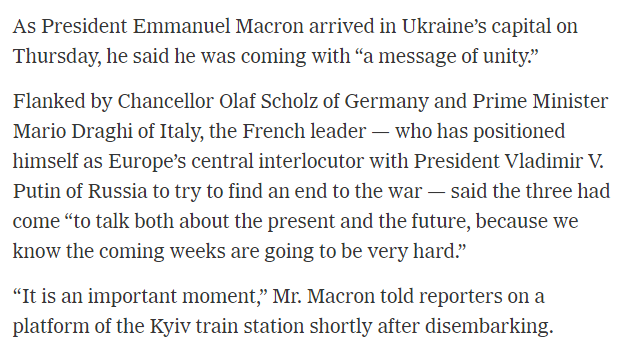 As President Emmanuel Macron arrived in Ukraine’s capital on
Thursday, he said he was coming with “a message of unity.”
Flanked by Chancellor Olaf Scholz of Germany and Prime Minister
Mario Draghi of Italy, the French leader — who has positioned
himself as Europe’s central interlocutor with President Vladimir V.
Putin of Russia to try to find an end to the war — said the three had
come “to talk both about the present and the future, because we
know the coming weeks are going to be very hard.”
“It is an important moment,” Mr. Macron told reporters on a
platform of the Kyiv train station shortly after disembarking.